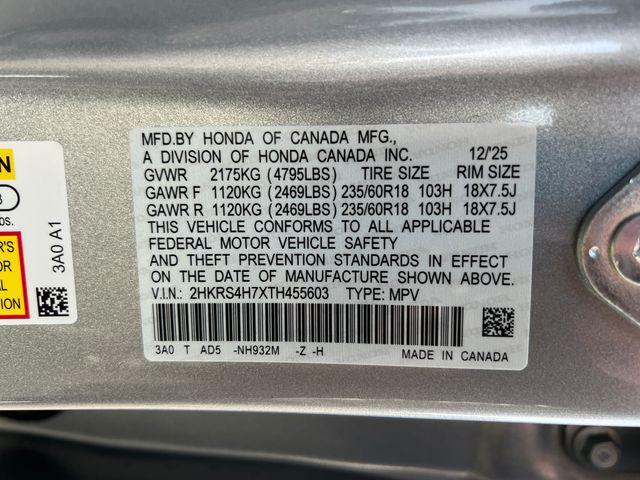 MFD.BY HONDA OF CANADA MFG.,
A DIVISION OF HONDA CANADA INC. 12/'25
GVWR 2175KG (4795LBS) TIRE SIZE RIM SIZE
GAWR F 1120KG (2469LBS) 235/60R18 103H 18X7.5J
GAWR R 1120KG (2469LBS) 235/60R18 103H 18X7.5J
THIS VEHICLE CONFORMS TO ALL APPLICABLE
FEDERAL MOTOR VEHICLE SAFETY
AND THEFT PREVENTION STANDARDS IN EFFECT
ON THE DATE OF MANUFACTURE SHOWN ABOVE.
V.I.N.: 2HKRS4H7XTH455603 TYPE: MPV
3A0 T AD5 -NH932M -Z -H MADE IN CANADA
3A0 A1